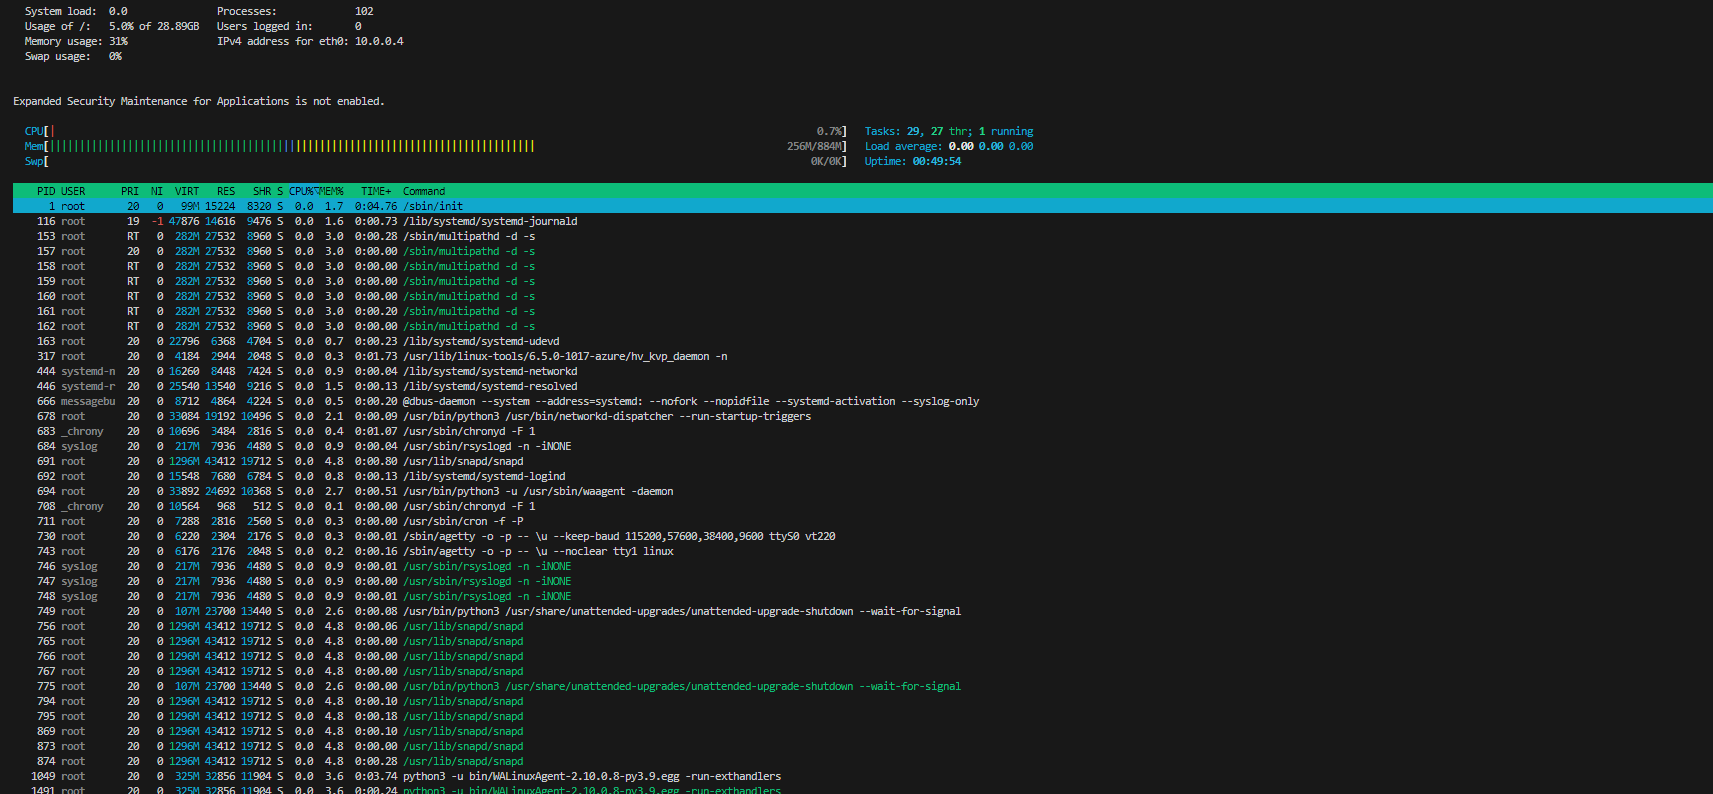 System load:  0.0               Processes:             102
Usage of /:   5.0% of 28.89GB   Users logged in:       0
Memory usage: 31%               IPv4 address for eth0: 10.0.0.4
Swap usage:   0%
Expanded Security Maintenance for Applications is not enabled.
CPU[| 0.7%] Tasks: 29, 27 thr; 1 running
Mem[|||||||||||||||||||||||||||||||||||||||||||||||||||||||||||||||||||||||||||||||||| 256M/884M] Load average: 0.00 0.00 0.00
Swp[ 0K/0K] Uptime: 00:49:54
PID USER PRI NI VIRT RES SHR S CPU%▽MEM% TIME+ Command
1 root 20 0 99M 15224 8320 S 0.0 1.7 0:04.76 /sbin/init
116 root 19 -1 47876 14616 9476 S 0.0 1.6 0:00.73 /lib/systemd/systemd-journald
153 root RT 0 282M 27532 8960 S 0.0 3.0 0:00.28 /sbin/multipathd -d -s
157 root 20 0 282M 27532 8960 S 0.0 3.0 0:00.00 /sbin/multipathd -d -s
158 root RT 0 282M 27532 8960 S 0.0 3.0 0:00.00 /sbin/multipathd -d -s
159 root RT 0 282M 27532 8960 S 0.0 3.0 0:00.00 /sbin/multipathd -d -s
160 root RT 0 282M 27532 8960 S 0.0 3.0 0:00.00 /sbin/multipathd -d -s
161 root RT 0 282M 27532 8960 S 0.0 3.0 0:00.20 /sbin/multipathd -d -s
162 root RT 0 282M 27532 8960 S 0.0 3.0 0:00.00 /sbin/multipathd -d -s
163 root 20 0 22796 6368 4704 S 0.0 0.7 0:00.23 /lib/systemd/systemd-udevd
317 root 20 0 4184 2944 2048 S 0.0 0.3 0:01.73 /usr/lib/linux-tools/6.5.0-1017-azure/hv_kvp_daemon -n
444 systemd-n 20 0 16260 8448 7424 S 0.0 0.9 0:00.04 /lib/systemd/systemd-networkd
446 systemd-r 20 0 25540 13540 9216 S 0.0 1.5 0:00.13 /lib/systemd/systemd-resolved
666 messagebu 20 0 8712 4864 4224 S 0.0 0.5 0:00.20 @dbus-daemon --system --address=systemd: --nofork --nopidfile --systemd-activation --syslog-only
678 root 20 0 33084 19192 10496 S 0.0 2.1 0:00.09 /usr/bin/python3 /usr/bin/networkd-dispatcher --run-startup-triggers
683 _chrony 20 0 10696 3484 2816 S 0.0 0.4 0:01.07 /usr/sbin/chronyd -F 1
684 syslog 20 0 217M 7936 4480 S 0.0 0.9 0:00.04 /usr/sbin/rsyslogd -n -iNONE
691 root 20 0 1296M 43412 19712 S 0.0 4.8 0:00.80 /usr/lib/snapd/snapd
692 root 20 0 15548 7680 6784 S 0.0 0.8 0:00.13 /lib/systemd/systemd-logind
694 root 20 0 33892 24692 10368 S 0.0 2.7 0:00.51 /usr/bin/python3 -u /usr/sbin/waagent -daemon
708 _chrony 20 0 10564 968 512 S 0.0 0.1 0:00.00 /usr/sbin/chronyd -F 1
711 root 20 0 7288 2816 2560 S 0.0 0.3 0:00.00 /usr/sbin/cron -f -P
730 root 20 0 6220 2304 2176 S 0.0 0.3 0:00.01 /sbin/agetty -o -p -- \u --keep-baud 115200,57600,38400,9600 ttyS0 vt220
743 root 20 0 6176 2176 2048 S 0.0 0.2 0:00.16 /sbin/agetty -o -p -- \u --noclear tty1 linux
746 syslog 20 0 217M 7936 4480 S 0.0 0.9 0:00.01 /usr/sbin/rsyslogd -n -iNONE
747 syslog 20 0 217M 7936 4480 S 0.0 0.9 0:00.00 /usr/sbin/rsyslogd -n -iNONE
748 syslog 20 0 217M 7936 4480 S 0.0 0.9 0:00.01 /usr/sbin/rsyslogd -n -iNONE
749 root 20 0 107M 23700 13440 S 0.0 2.6 0:00.08 /usr/bin/python3 /usr/share/unattended-upgrades/unattended-upgrade-shutdown --wait-for-signal
756 root 20 0 1296M 43412 19712 S 0.0 4.8 0:00.06 /usr/lib/snapd/snapd
765 root 20 0 1296M 43412 19712 S 0.0 4.8 0:00.00 /usr/lib/snapd/snapd
766 root 20 0 1296M 43412 19712 S 0.0 4.8 0:00.00 /usr/lib/snapd/snapd
767 root 20 0 1296M 43412 19712 S 0.0 4.8 0:00.00 /usr/lib/snapd/snapd
775 root 20 0 107M 23700 13440 S 0.0 2.6 0:00.00 /usr/bin/python3 /usr/share/unattended-upgrades/unattended-upgrade-shutdown --wait-for-signal
794 root 20 0 1296M 43412 19712 S 0.0 4.8 0:00.10 /usr/lib/snapd/snapd
795 root 20 0 1296M 43412 19712 S 0.0 4.8 0:00.18 /usr/lib/snapd/snapd
869 root 20 0 1296M 43412 19712 S 0.0 4.8 0:00.10 /usr/lib/snapd/snapd
873 root 20 0 1296M 43412 19712 S 0.0 4.8 0:00.00 /usr/lib/snapd/snapd
874 root 20 0 1296M 43412 19712 S 0.0 4.8 0:00.28 /usr/lib/snapd/snapd
1049 root 20 0 325M 32856 11904 S 0.0 3.6 0:03.74 python3 -u bin/WALinuxAgent-2.10.0.8-py3.9.egg -run-exthandlers
1491 root 20 0 325M 32856 11904 S 0.0 3.6 0:00.24 python3 -u bin/WALinuxAgent-2.10.0.8-py3.9.egg -run-exthandlers